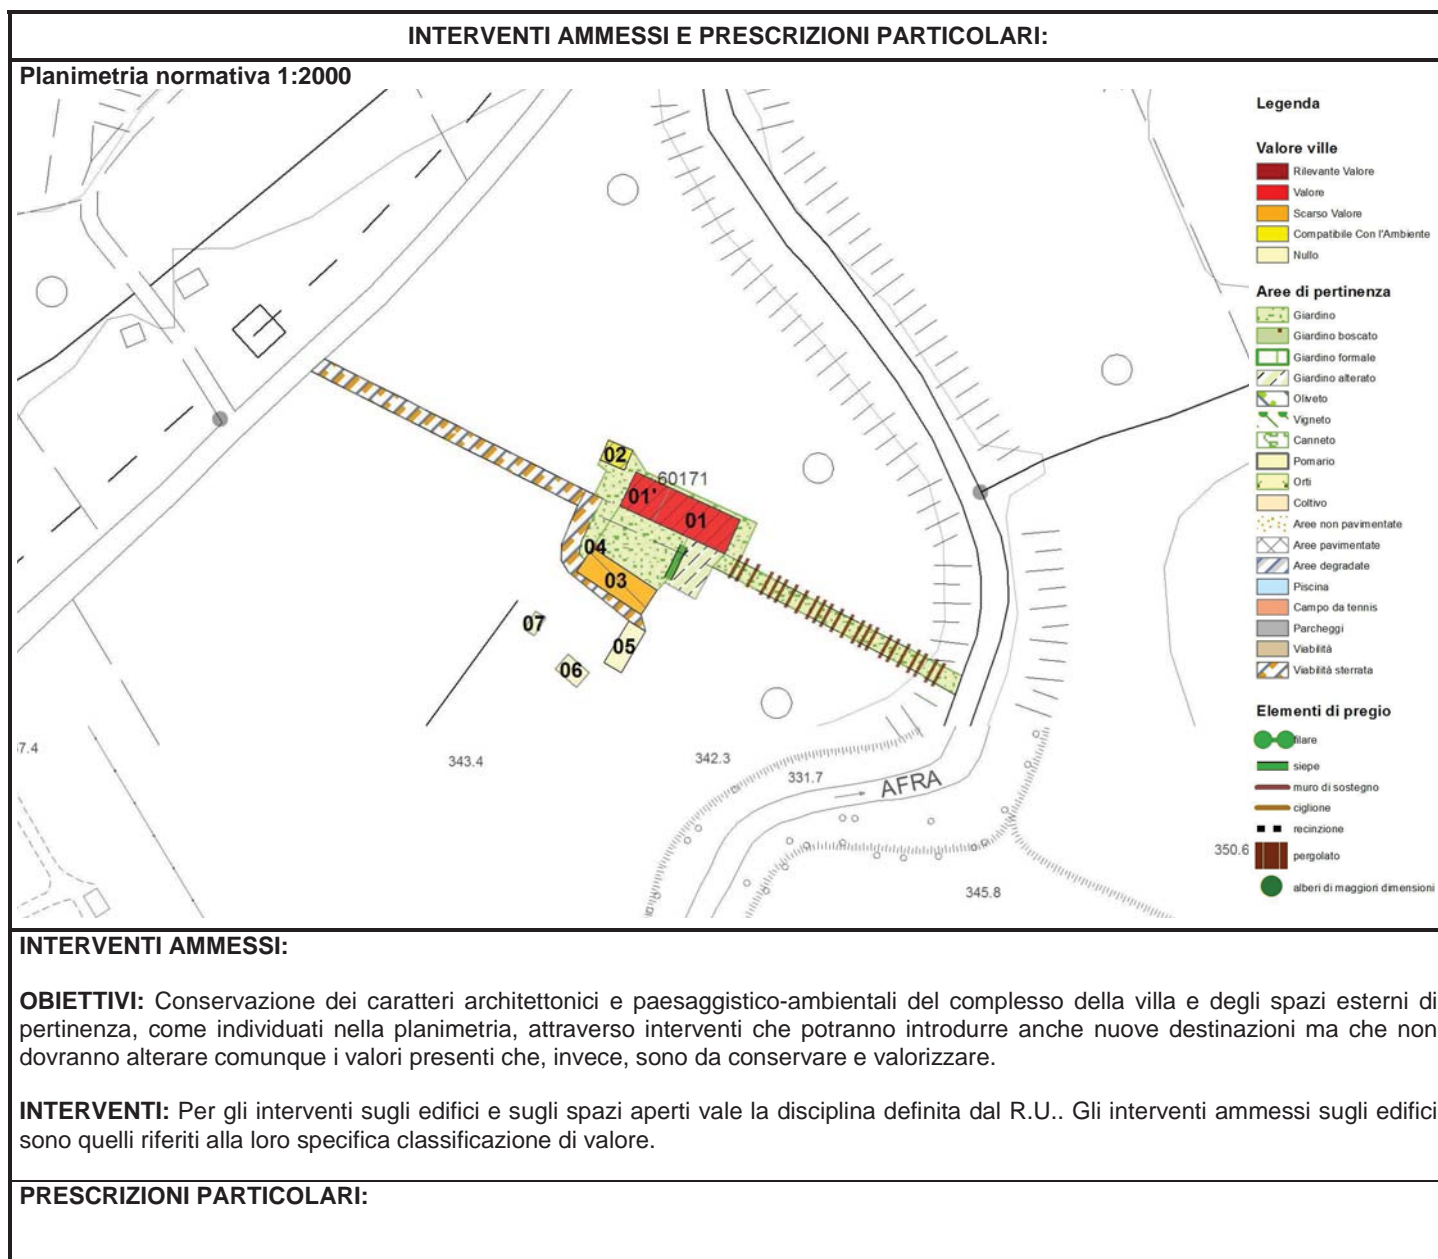 INTERVENTI AMMESSI E PRESCRIZIONI PARTICOLARI:
Planimetria normativa 1:2000
Legenda
Valore ville
Rilevante Valore
Valore
Scarso Valore
Compatibile Con l'Ambiente
Nullo
Aree di pertinenza
Giardino
Giardino boscato
Giardino formale
Giardino alterato
Oliveto
Vigneto
Canneto
Pomario
Orti
Coltivo
Aree non pavimentate
Aree pavimentate
Aree degradate
Piscina
Campo da tennis
Parcheggi
Viabilità
Viabilità sterrata
Elementi di pregio
filare
siepe
muro di sostegno
ciglione
recinzione
pergolato
alberi di maggiori dimensioni
02
60171
01'
01
04
03
07
05
06
7.4
343.4
342.3
331.7
AFRA
350.6
345.8
INTERVENTI AMMESSI:
OBIETTIVI: Conservazione dei caratteri architettonici e paesaggistico-ambientali del complesso della villa e degli spazi esterni di
pertinenza, come individuati nella planimetria, attraverso interventi che potranno introdurre anche nuove destinazioni ma che non
dovranno alterare comunque i valori presenti che, invece, sono da conservare e valorizzare.
INTERVENTI: Per gli interventi sugli edifici e sugli spazi aperti vale la disciplina definita dal R.U.. Gli interventi ammessi sugli edifici
sono quelli riferiti alla loro specifica classificazione di valore.
PRESCRIZIONI PARTICOLARI: